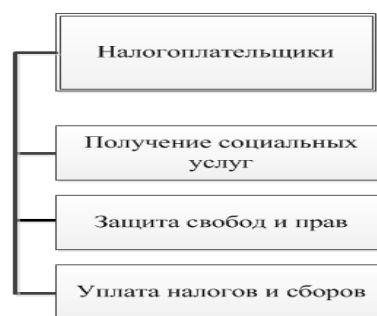 Налогоплательщики
Получение социальных
услуг
Защита свобод и прав
Уплата налогов и сборов